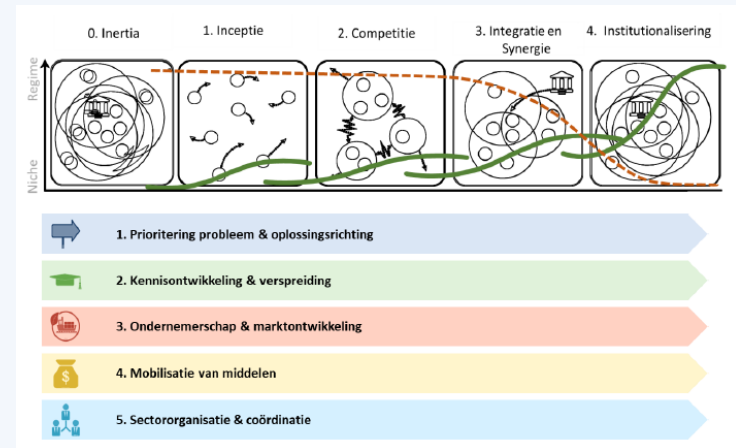 0. Inertia
1. Inceptie
2. Competitie
3. Integratie en
Synergie
4. Institutionalisering
Regime
Niche
1. Prioritering probleem & oplossingsrichting
2. Kennisontwikkeling & verspreiding
3. Ondernemerschap & marktontwikkeling
$
4. Mobilisatie van middelen
5. Sectororganisatie & coördinatie